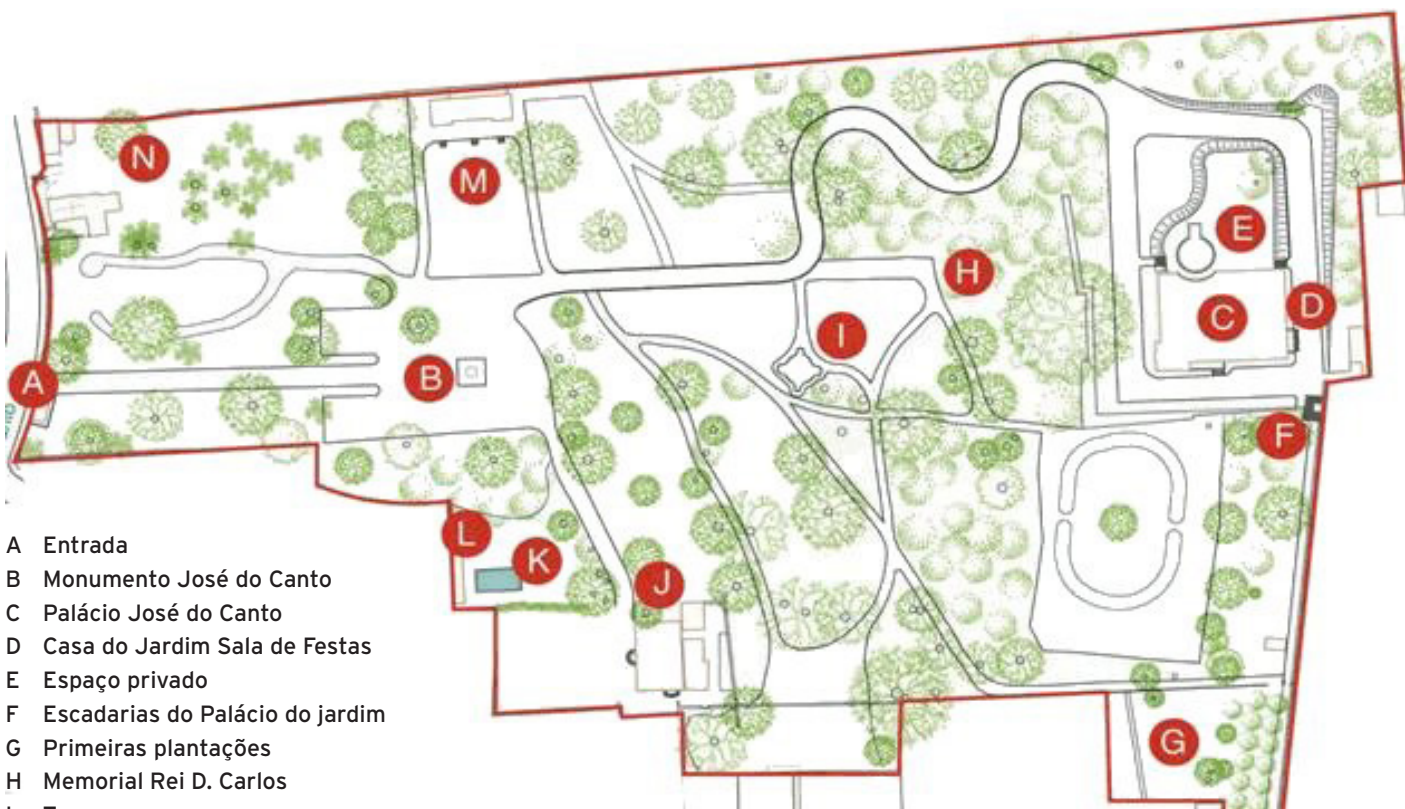 N
M
E
H
I
C
D
A
B
F
L
K
J
G
A Entrada
B Monumento José do Canto
C Palácio José do Canto
D Casa do Jardim Sala de Festas
E Espaço privado
F Escadarias do Palácio do jardim
G Primeiras plantações
H Memorial Rei D. Carlos